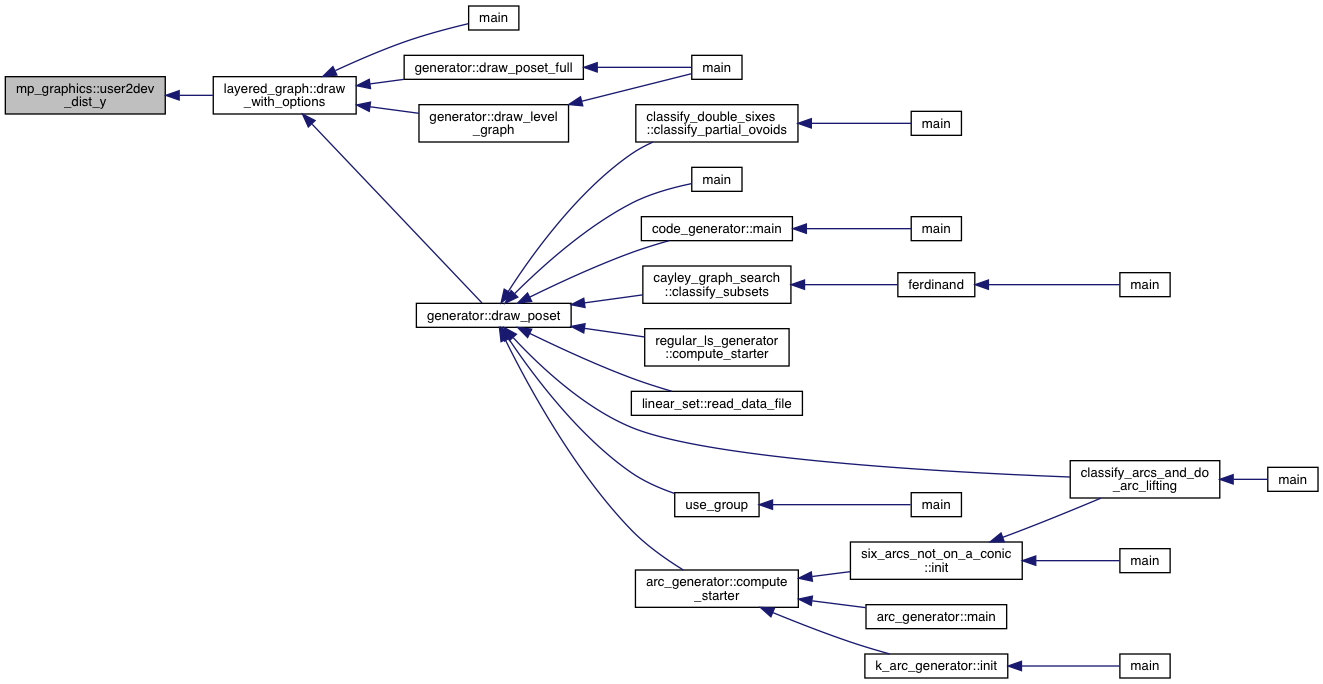 main
generator::draw_poset_full
main
mp_graphics::user2dev
_dist_y
layered_graph::draw
_with_options
generator::draw_level
_graph
classify_double_sixes
::classify_partial_ovoids
main
main
code_generator::main
main
cayley_graph_search
::classify_subsets
ferdinand
main
generator::draw_poset
regular_ls_generator
::compute_starter
linear_set::read_data_file
classify_arcs_and_do
_arc_lifting
main
use_group
main
six_arcs_not_on_a_conic
::init
main
arc_generator::compute
_starter
arc_generator::main
k_arc_generator::init
main